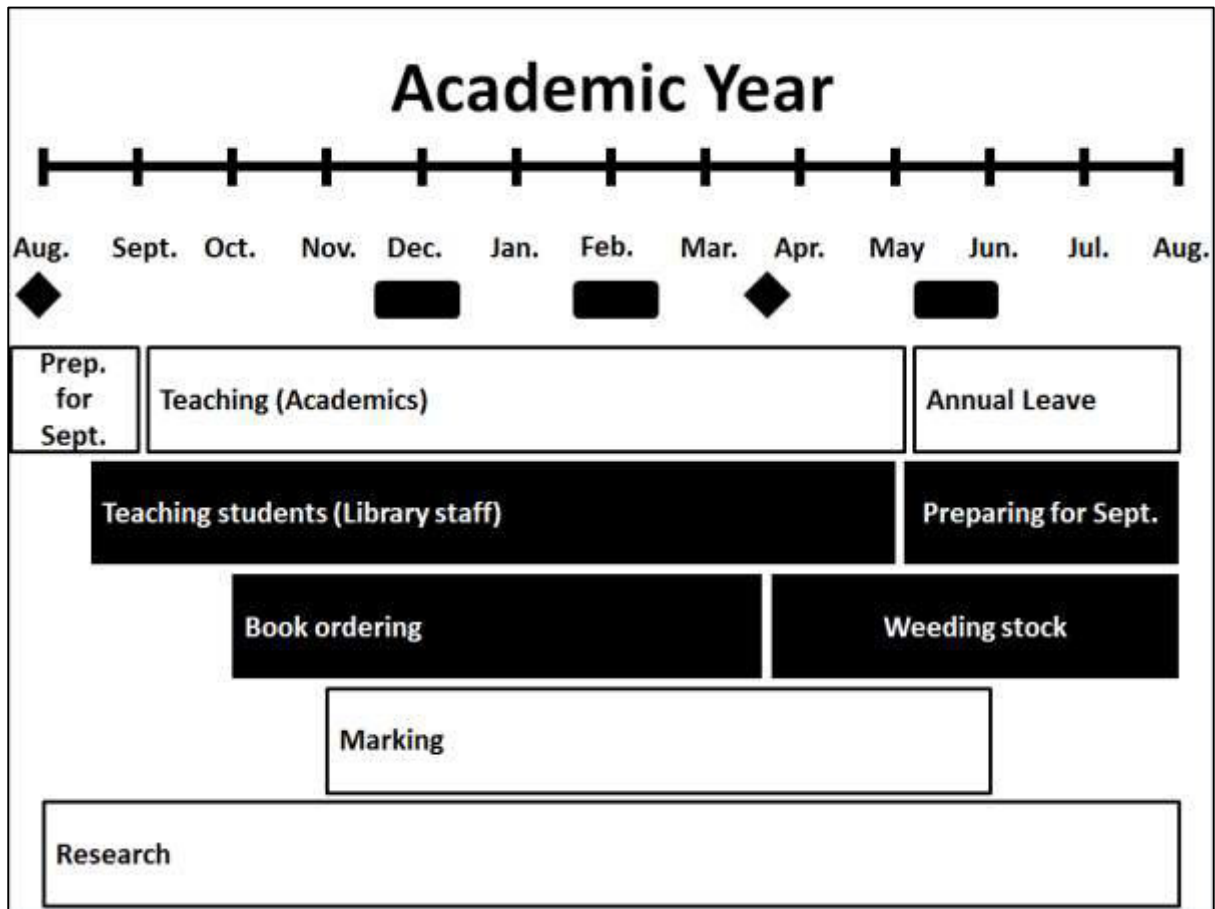 Academic Year
Aug. Sept. Oct. Nov. Dec. Jan. Feb. Mar. Apr. May Jun. Jul. Aug.
Prep.
for
Sept.
Teaching (Academics)
Annual Leave
Teaching students (Library staff)
Preparing for Sept.
Book ordering
Weeding stock
Marking
Research